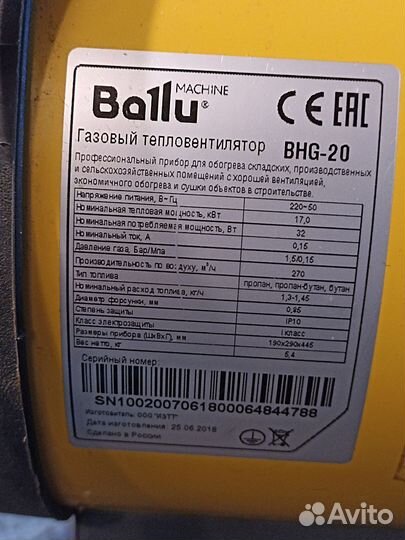 Ballu MACHINE ®
CE EAC
Газовый тепловентилятор BHG-20
Профессиональный прибор для обогрева складских, производственных
и сельскохозяйственных помещений с хорошей вентиляцией,
экономичного обогрева и сушки объектов в строительстве.
Напряжение питания, В~Гц 220~50
Номинальная тепловая мощность, кВт 17,0
Номинальная потребляемая мощность, Вт 32
Номинальный ток, А 0,15
Давление газа, Бар/Мпа 1,5/0,15
Производительность по воздуху, м³/ч 270
Тип топлива пропан, пропан-бутан, бутан
Номинальный расход топлива, кг/ч 1,3-1,45
Диаметр форсунки, мм 0,85
Степень защиты IP10
Класс электрозащиты I класс
Размеры прибора (ШхВхГ), мм 190х290х445
Вес нетто, кг 5,4
Серийный номер:
SN1002007061800064844788
Изготовитель: ООО "ИЗТТ"
Дата изготовления: 25.06.2018
Сделано в России
Avito